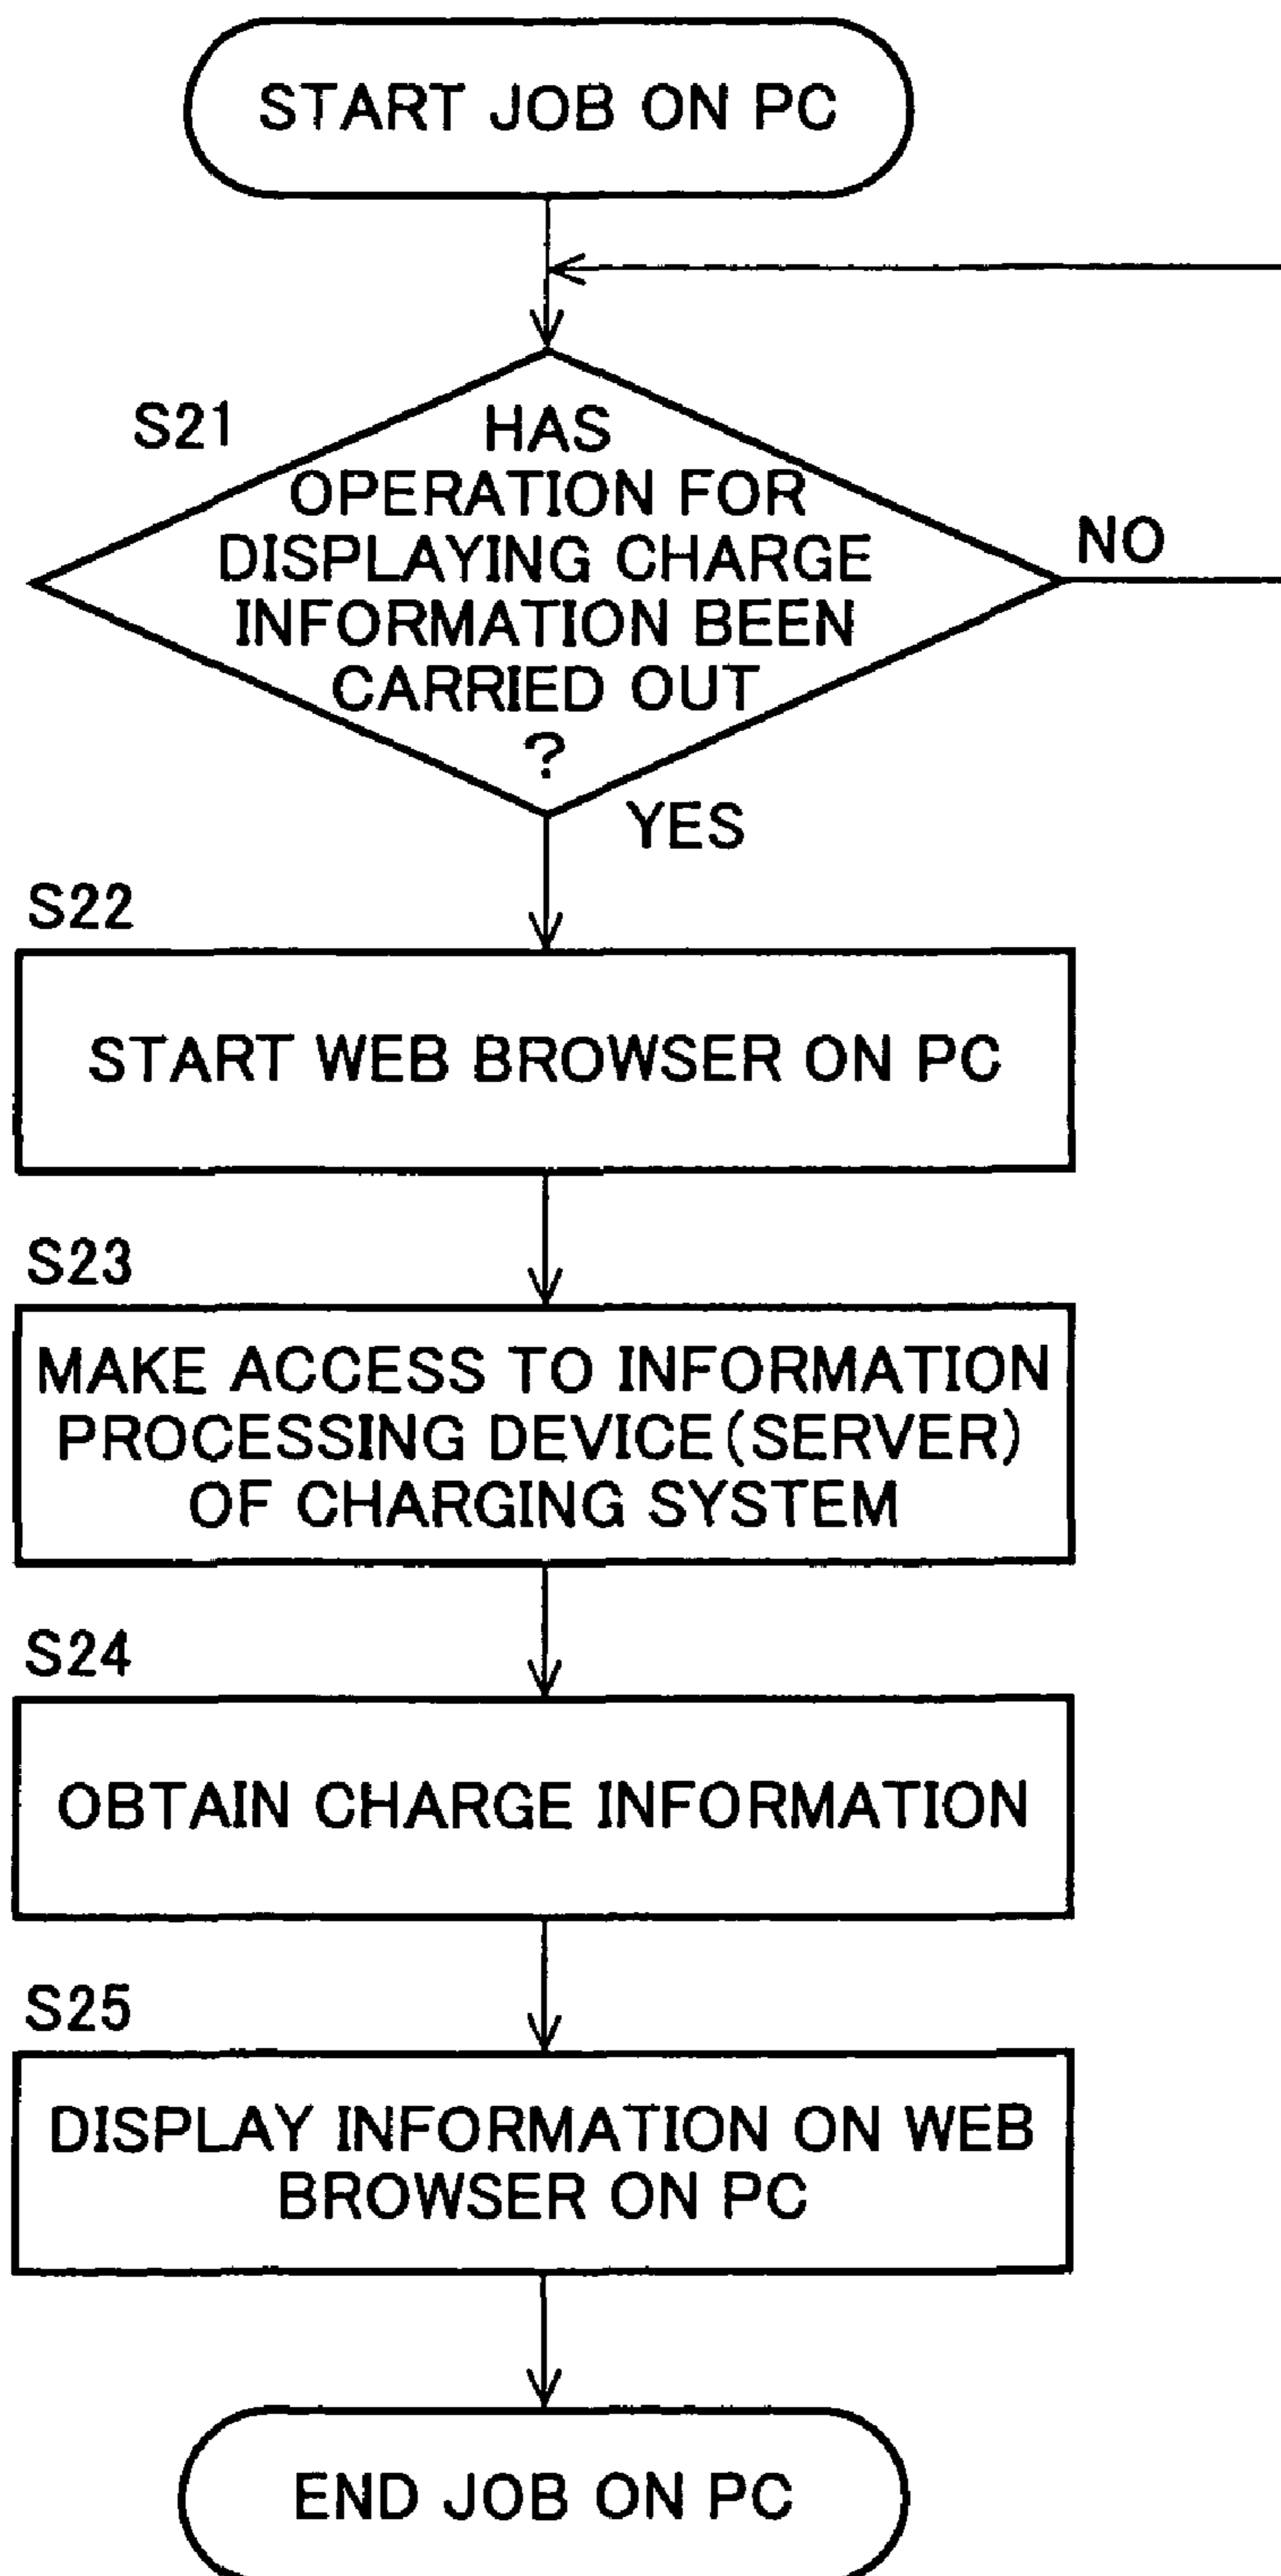 START JOB ON PC
S21
HAS
OPERATION FOR
DISPLAYING CHARGE
INFORMATION BEEN
CARRIED OUT
?
NO
YES
S22
START WEB BROWSER ON PC
S23
MAKE ACCESS TO INFORMATION
PROCESSING DEVICE(SERVER)
OF CHARGING SYSTEM
S24
OBTAIN CHARGE INFORMATION
S25
DISPLAY INFORMATION ON WEB
BROWSER ON PC
END JOB ON PC